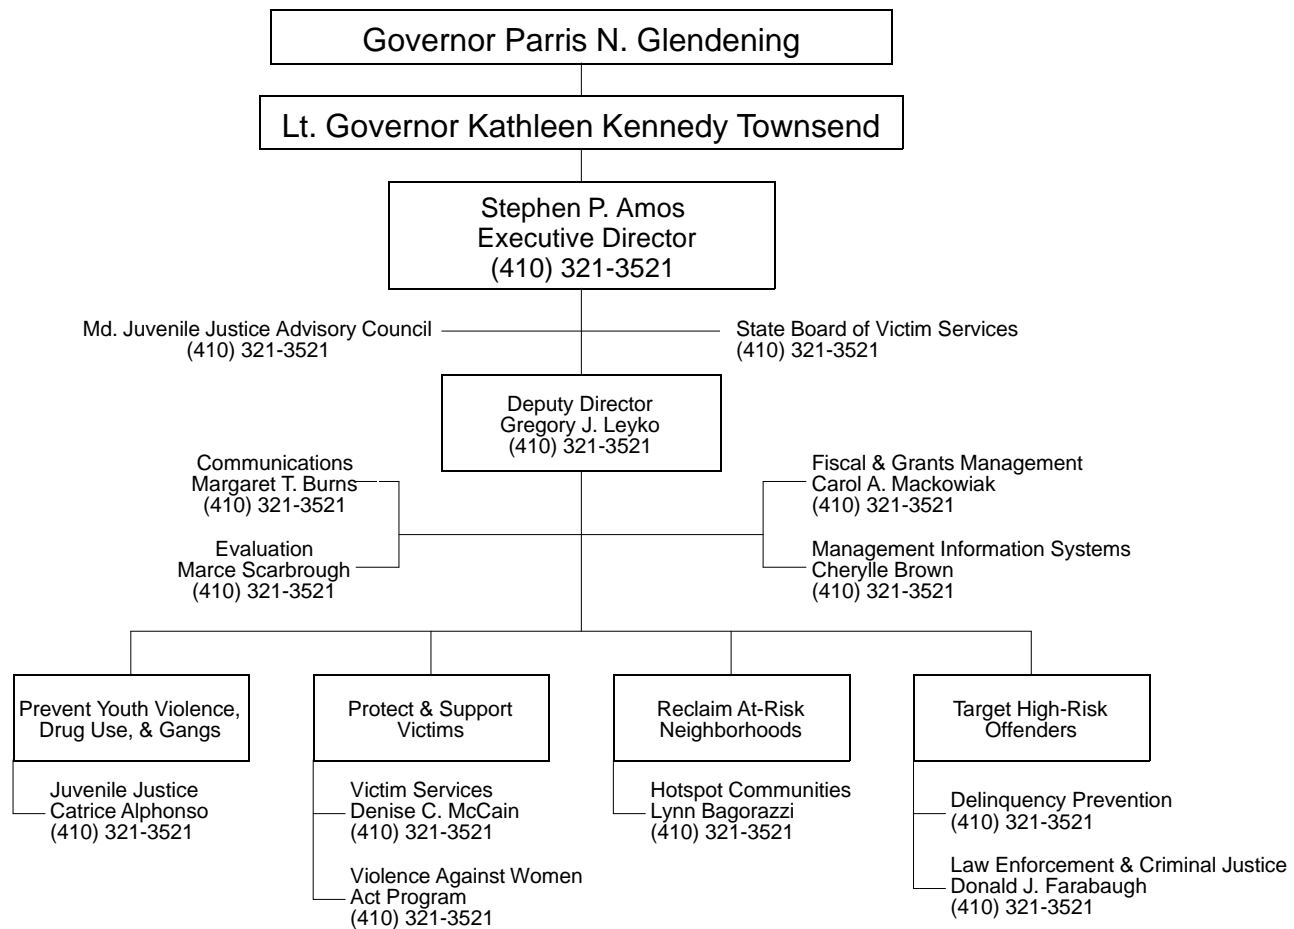 Governor Parris N. Glendening
Lt. Governor Kathleen Kennedy Townsend
Stephen P. Amos
Executive Director
(410) 321-3521
Md. Juvenile Justice Advisory Council
(410) 321-3521
State Board of Victim Services
(410) 321-3521
Deputy Director
Gregory J. Leyko
(410) 321-3521
Communications
Margaret T. Burns
(410) 321-3521
Fiscal & Grants Management
Carol A. Mackowiak
(410) 321-3521
Evaluation
Marce Scarbrough
(410) 321-3521
Management Information Systems
Cherylle Brown
(410) 321-3521
Prevent Youth Violence,
Drug Use, & Gangs
Juvenile Justice
Catrice Alphonso
(410) 321-3521
Protect & Support
Victims
Victim Services
Denise C. McCain
(410) 321-3521
Violence Against Women
Act Program
(410) 321-3521
Reclaim At-Risk
Neighborhoods
Hotspot Communities
Lynn Bagorazzi
(410) 321-3521
Target High-Risk
Offenders
Delinquency Prevention
(410) 321-3521
Law Enforcement & Criminal Justice
Donald J. Farabaugh
(410) 321-3521